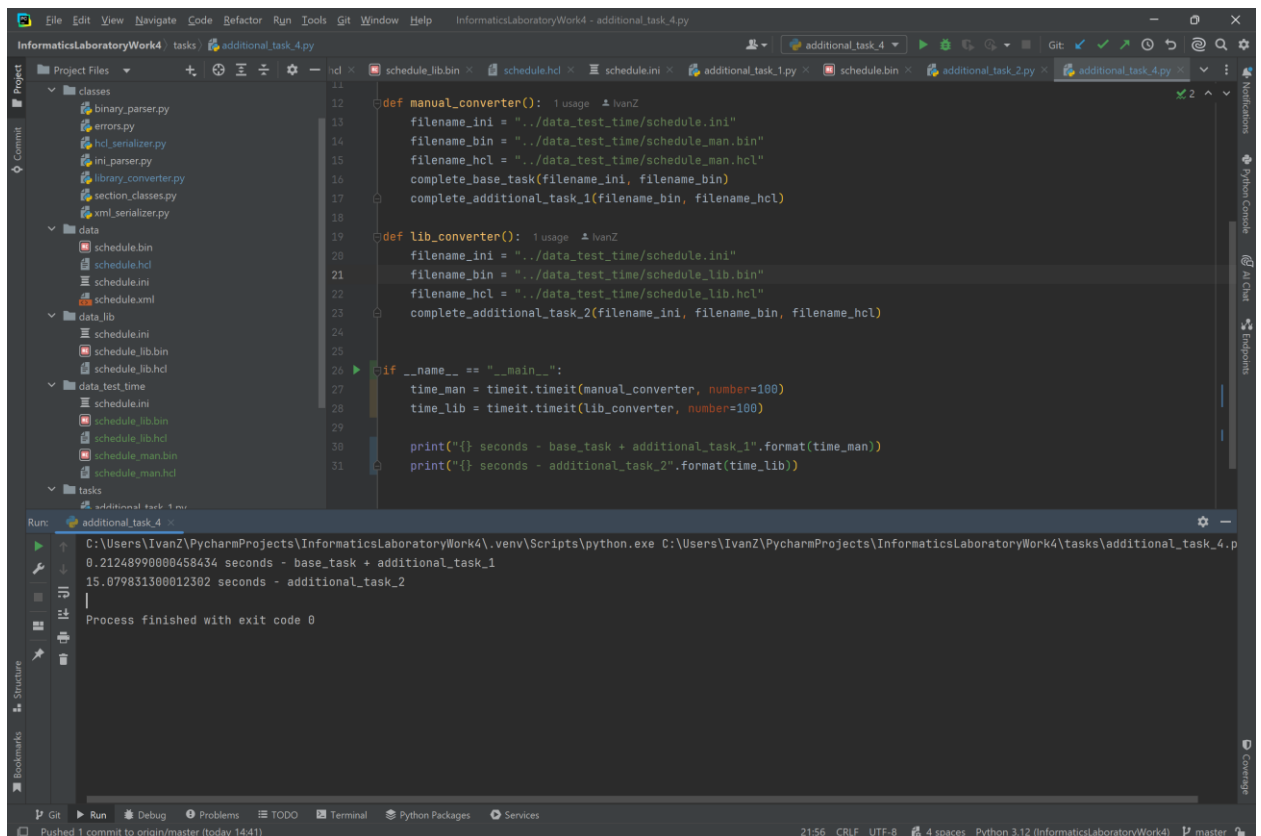 File Edit View Navigate Code Refactor Run Tools Git Window Help InformaticsLaboratoryWork4 - additional_task_4.py
InformaticsLaboratoryWork4 tasks additional_task_4.py
additional_task_4
Git:
Project
Commit
Structure
Bookmarks
Project Files
classes
binary_parser.py
errors.py
hcl_serializer.py
ini_parser.py
library_converter.py
section_classes.py
xml_serializer.py
data
schedule.bin
schedule.hcl
schedule.ini
schedule.xml
data_lib
schedule.ini
schedule_lib.bin
schedule_lib.hcl
data_test_time
schedule.ini
schedule_lib.bin
schedule_lib.hcl
schedule_man.bin
schedule_man.hcl
tasks
additional_task_1.py
hcl schedule_lib.bin schedule.hcl schedule.ini additional_task_1.py schedule.bin additional_task_2.py additional_task_4.py
2
11
12 def manual_converter(): 1 usage IvanZ
13 filename_ini = "../data_test_time/schedule.ini"
14 filename_bin = "../data_test_time/schedule_man.bin"
15 filename_hcl = "../data_test_time/schedule_man.hcl"
16 complete_base_task(filename_ini, filename_bin)
17 complete_additional_task_1(filename_bin, filename_hcl)
18
19 def lib_converter(): 1 usage IvanZ
20 filename_ini = "../data_test_time/schedule.ini"
21 filename_bin = "../data_test_time/schedule_lib.bin"
22 filename_hcl = "../data_test_time/schedule_lib.hcl"
23 complete_additional_task_2(filename_ini, filename_bin, filename_hcl)
24
25
26 if __name__ == "__main__":
27 time_man = timeit.timeit(manual_converter, number=100)
28 time_lib = timeit.timeit(lib_converter, number=100)
29
30 print("{} seconds - base_task + additional_task_1".format(time_man))
31 print("{} seconds - additional_task_2".format(time_lib))
Notifications
Python Console
AI Chat
Endpoints
Coverage
Run: additional_task_4
C:\Users\IvanZ\PycharmProjects\InformaticsLaboratoryWork4\.venv\Scripts\python.exe C:\Users\IvanZ\PycharmProjects\InformaticsLaboratoryWork4\tasks\additional_task_4.p
0.21248990000458434 seconds - base_task + additional_task_1
15.079831300012302 seconds - additional_task_2
Process finished with exit code 0
Git Run Debug Problems TODO Terminal Python Packages Services
Pushed 1 commit to origin/master (today 14:41) 21:56 CRLF UTF-8 4 spaces Python 3.12 (InformaticsLaboratoryWork4) master